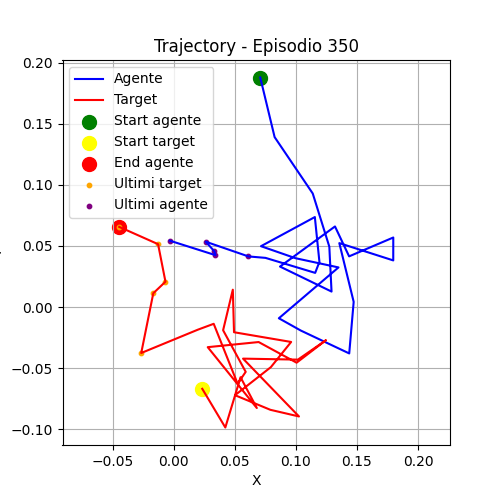 Trajectory - Episodio 350
Agente
Target
Start agente
Start target
End agente
Ultimi target
Ultimi agente
0.20
0.15
0.10
0.05
0.00
−0.05
−0.10
−0.05 0.00 0.05 0.10 0.15 0.20
X